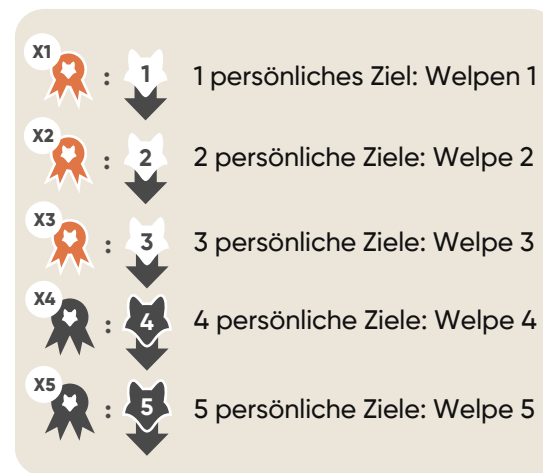 X1 : 1 1 persönliches Ziel: Welpen 1
X2 : 2 2 persönliche Ziele: Welpe 2
X3 : 3 3 persönliche Ziele: Welpe 3
X4 : 4 4 persönliche Ziele: Welpe 4
X5 : 5 5 persönliche Ziele: Welpe 5